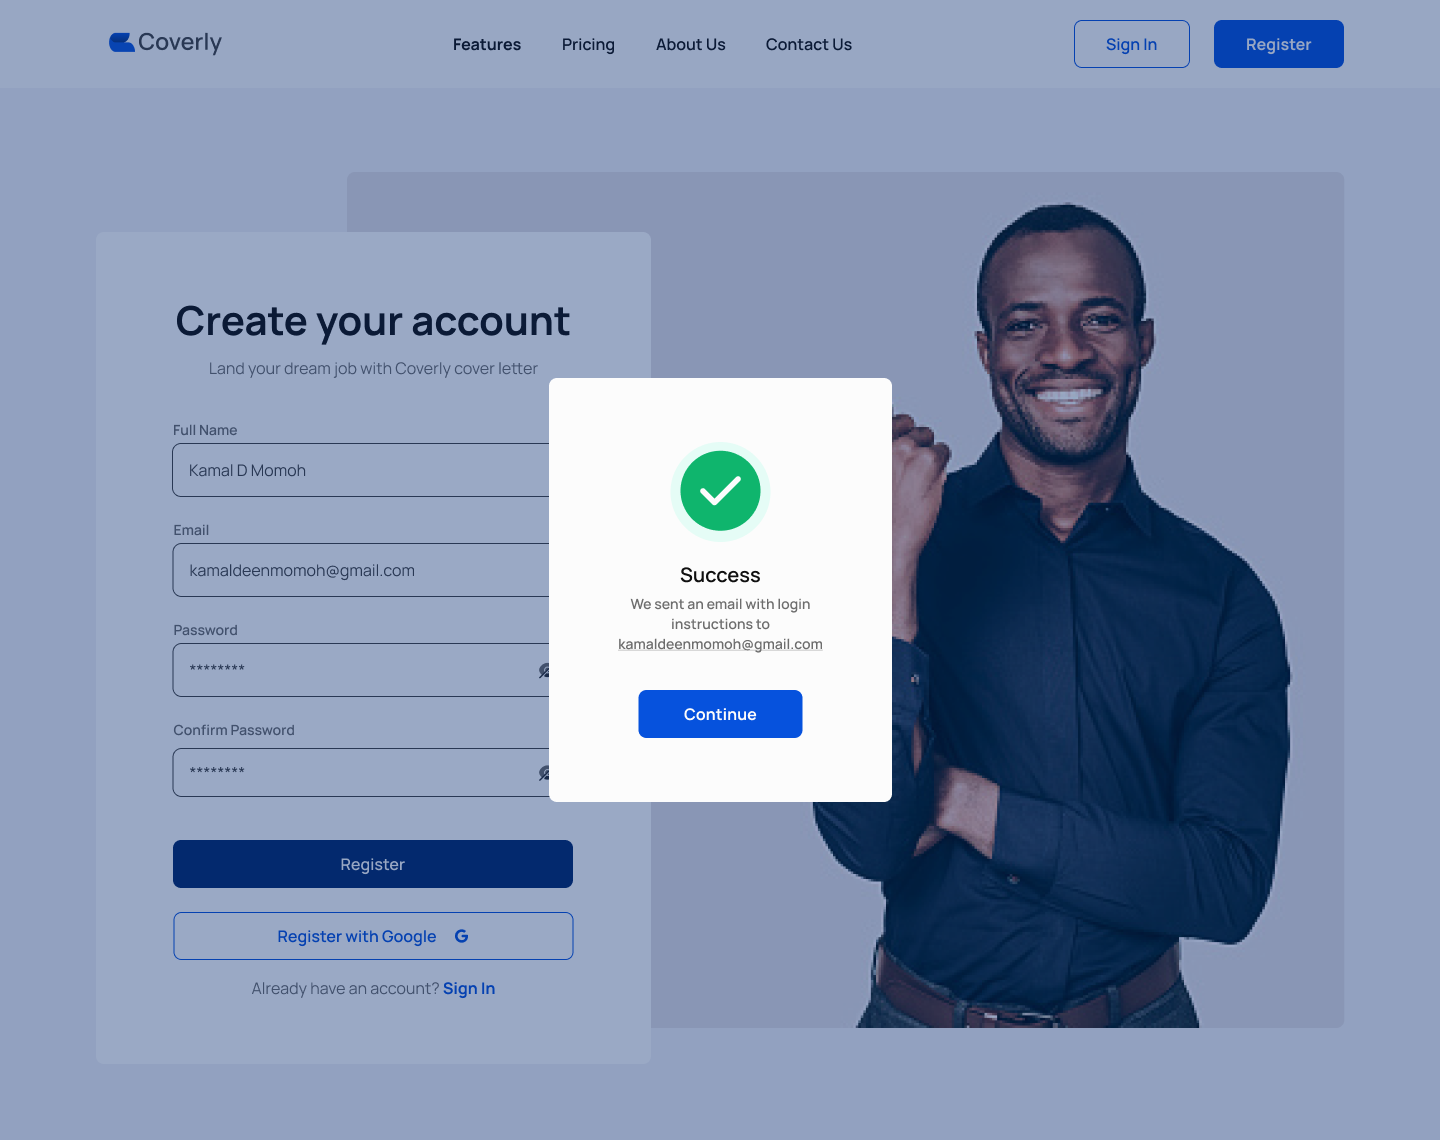 Coverly
Features
Pricing
About Us
Contact Us
Sign In
Register
Create your account
Land your dream job with Coverly cover letter
Full Name
Kamal D Momoh
Email
kamaldeenmomoh@gmail.com
Password
********
Confirm Password
********
Register
Register with Google G
Already have an account? Sign In
Success
We sent an email with login
instructions to
kamaldeenmomoh@gmail.com
Continue